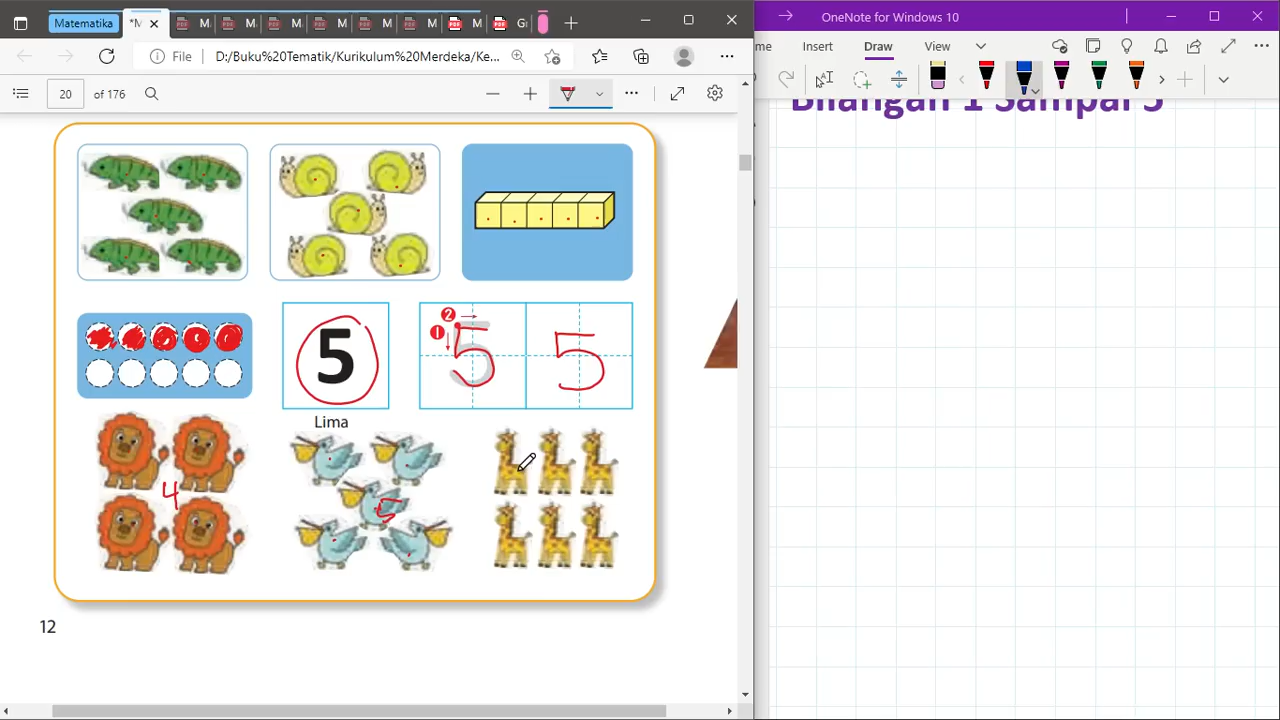 Matematika
*M
M
M
M
M
M
M
G
File
D:/Buku%20Tematik/Kurikulum%20Merdeka/Ke...
20
of 176
OneNote for Windows 10
me
Insert
Draw
View
Bilangan 1 Sampai 5
5
2
1
5
5
Lima
4
5
12